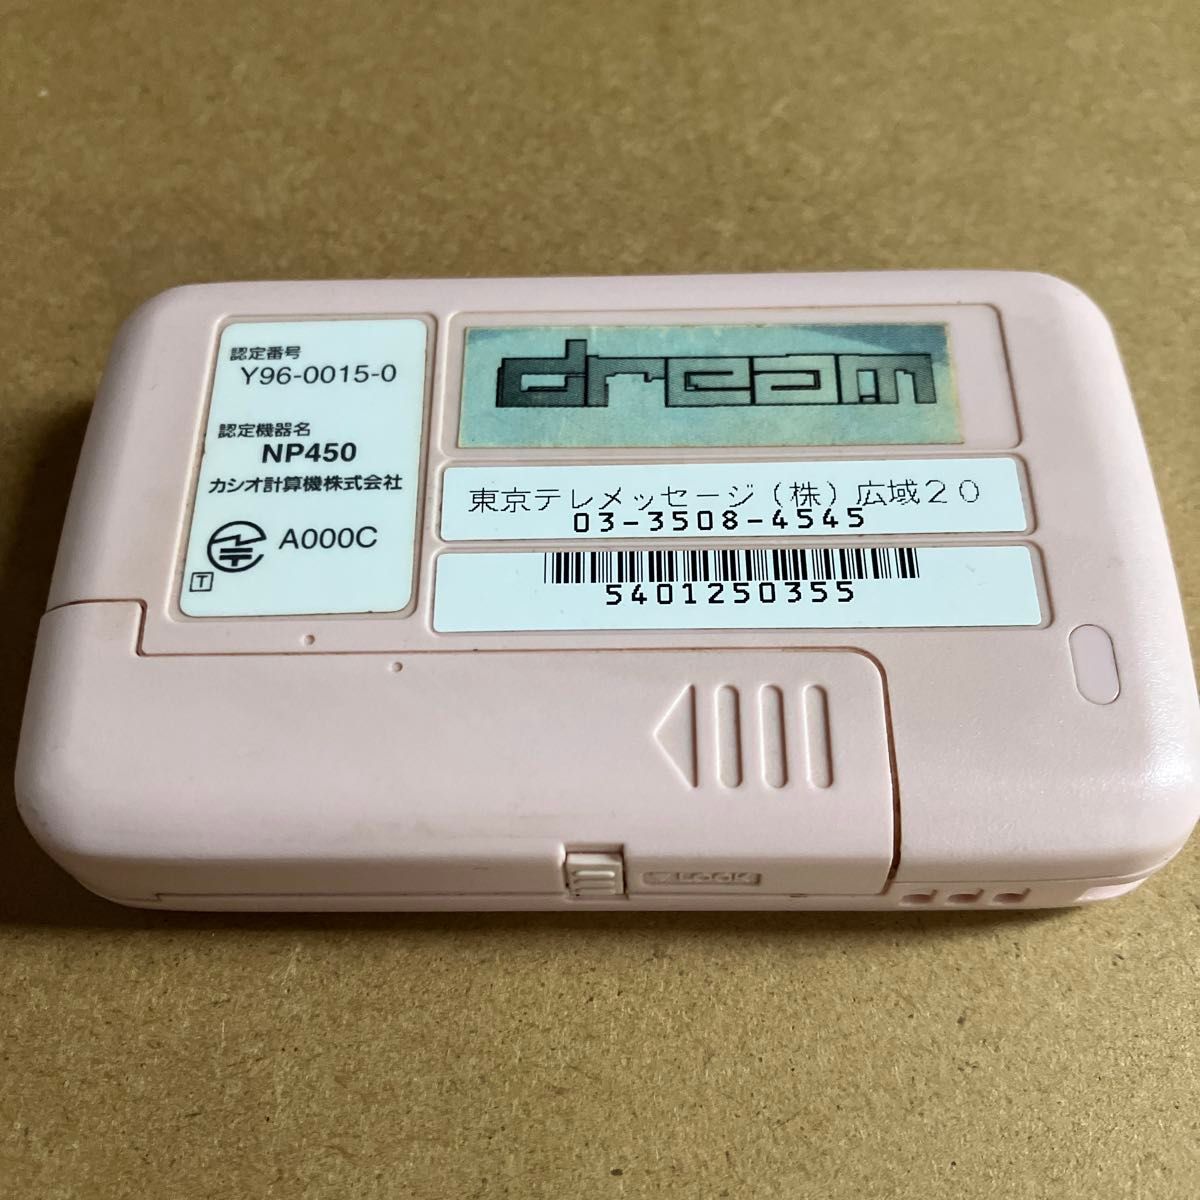 認定番号
Y96-0015-0
認定機器名
NP450
カシオ計算機株式会社
A000C
T
dream
東京テレメッセージ（株）広域２０
03-3508-4545
5401250355
LOCK